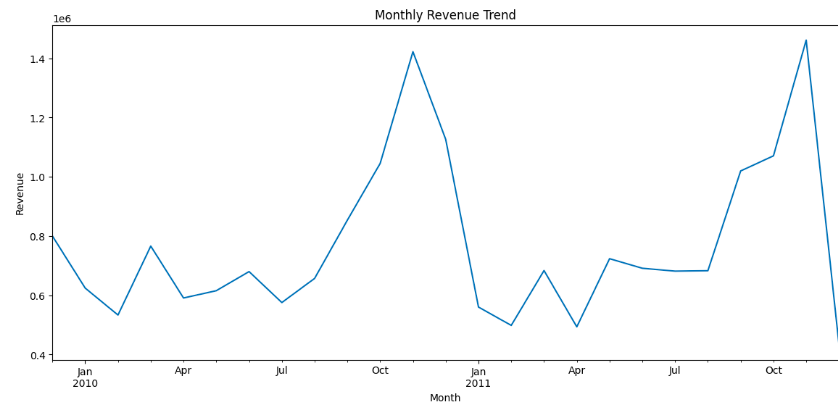 Monthly Revenue Trend
1e6
1.4
1.2
1.0
0.8
0.6
0.4
Revenue
Jan Apr Jul Oct Jan Apr Jul Oct
2010 2011
Month